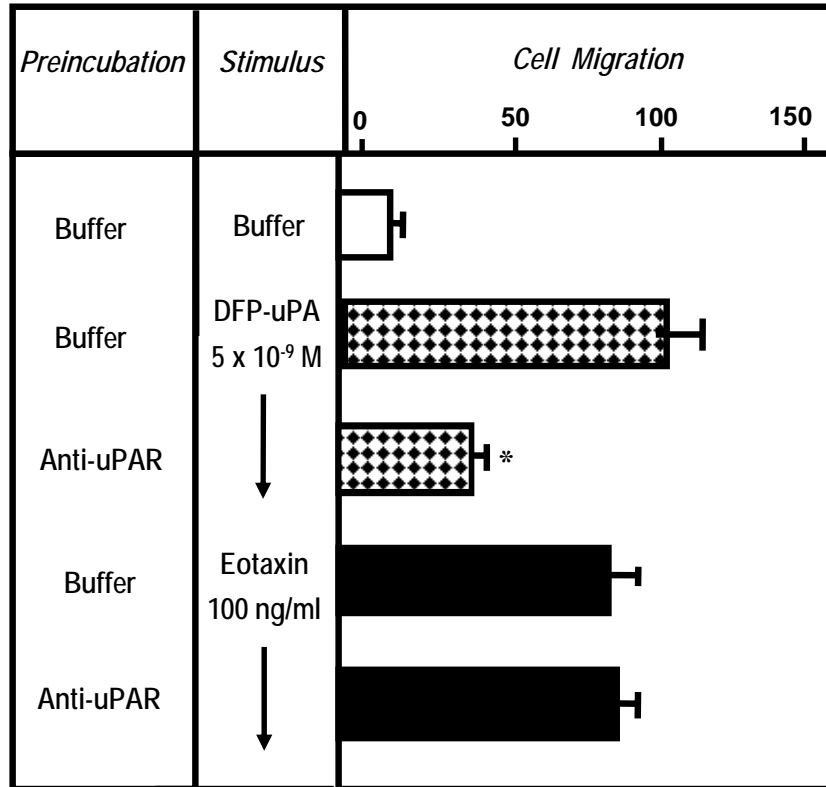 Preincubation Stimulus Cell Migration
0 50 100 150
Buffer Buffer
Buffer DFP-uPA
5 x 10⁻⁹ M
Anti-uPAR *
Buffer Eotaxin
100 ng/ml
Anti-uPAR